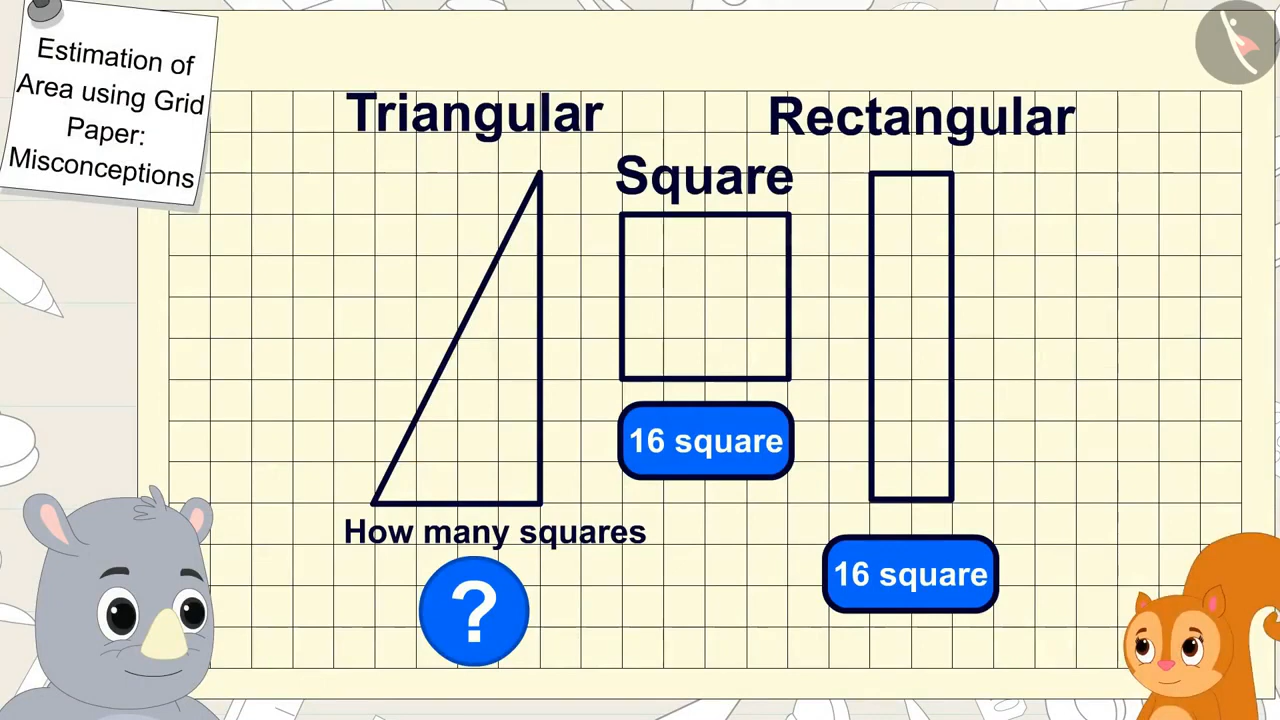 Estimation of
Area using Grid
Paper:
Misconceptions
Triangular
Rectangular
Square
16 square
How many squares
?
16 square